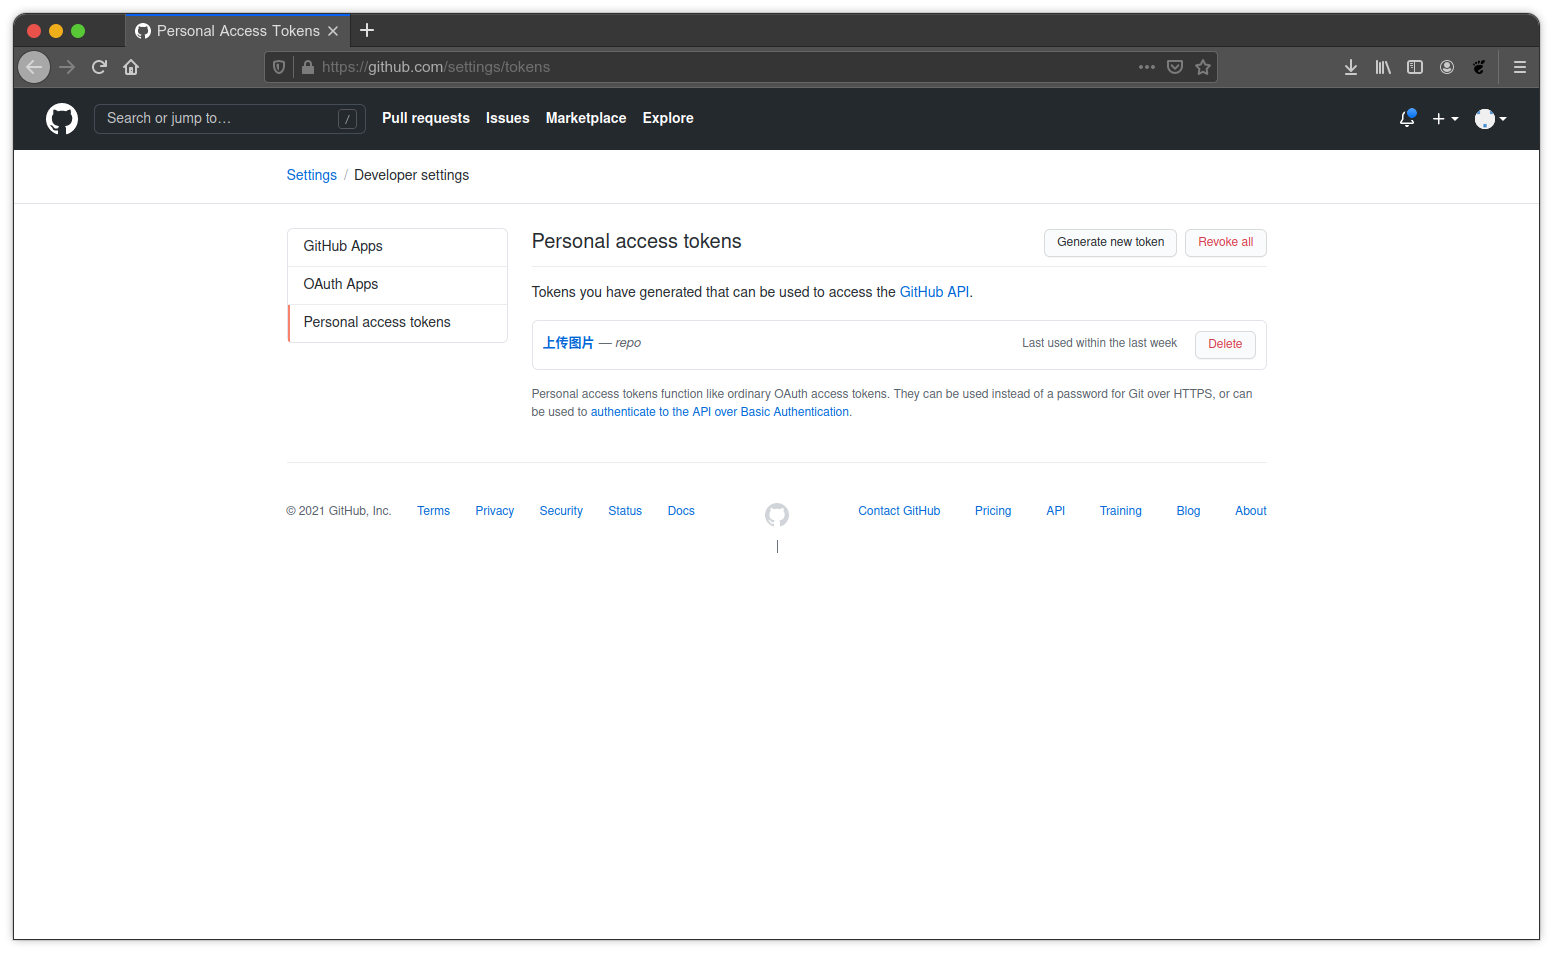 Personal Access Tokens
https://github.com/settings/tokens
Search or jump to… / Pull requests Issues Marketplace Explore
Settings / Developer settings
GitHub Apps
OAuth Apps
Personal access tokens
Personal access tokens Generate new token Revoke all
Tokens you have generated that can be used to access the GitHub API.
上传图片 — repo Last used within the last week Delete
Personal access tokens function like ordinary OAuth access tokens. They can be used instead of a password for Git over HTTPS, or can
be used to authenticate to the API over Basic Authentication.
© 2021 GitHub, Inc. Terms Privacy Security Status Docs Contact GitHub Pricing API Training Blog About